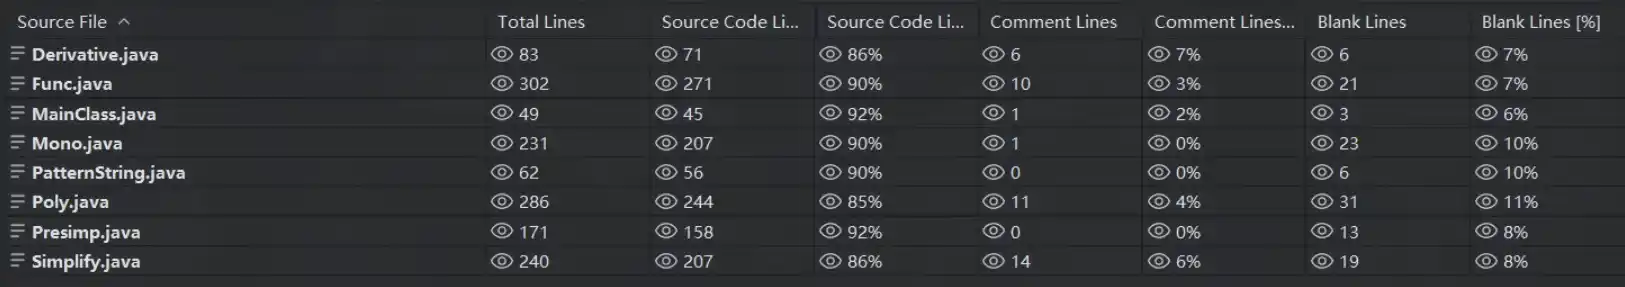 Source File Total Lines Source Code Li... Source Code Li... Comment Lines Comment Lines... Blank Lines Blank Lines [%]
Derivative.java 83 71 86% 6 7% 6 7%
Func.java 302 271 90% 10 3% 21 7%
MainClass.java 49 45 92% 1 2% 3 6%
Mono.java 231 207 90% 1 0% 23 10%
PatternString.java 62 56 90% 0 0% 6 10%
Poly.java 286 244 85% 11 4% 31 11%
Presimp.java 171 158 92% 0 0% 13 8%
Simplify.java 240 207 86% 14 6% 19 8%